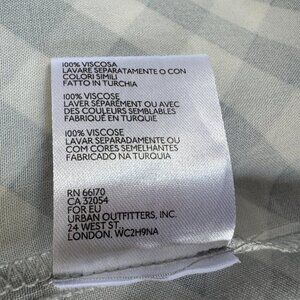 100% VISCOSA
LAVARE SEPARATAMENTE O CON
COLORI SIMILI
FATTO IN TURCHIA
100% VISCOSE
LAVER SÉPARÉMENT OU AVEC
DES COULEURS SEMBLABLES
FABRIQUÉ EN TURQUIE
100% VISCOSE
LAVAR SEPARADAMENTE OU
COM CORES SEMELHANTES
FABRICADO NA TURQUIA
RN 66170
CA 32054
FOR EU
URBAN OUTFITTERS, INC.
24 WEST ST.
LONDON. WC2H9NA